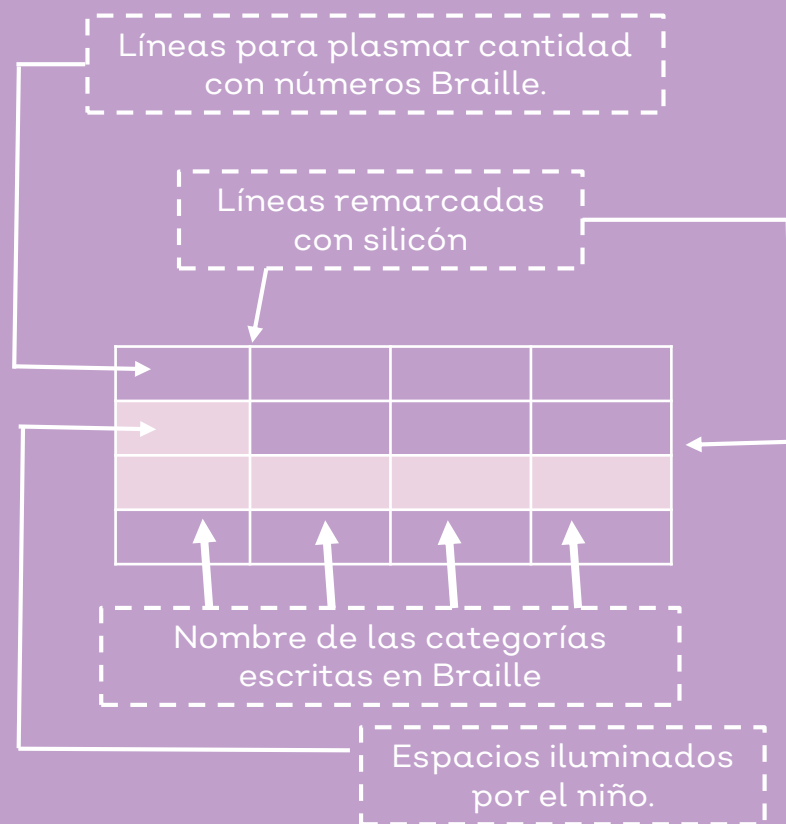 Líneas para plasmar cantidad
con números Braille.
Líneas remarcadas
con silicón
Nombre de las categorías
escritas en Braille
Espacios iluminados
por el niño.